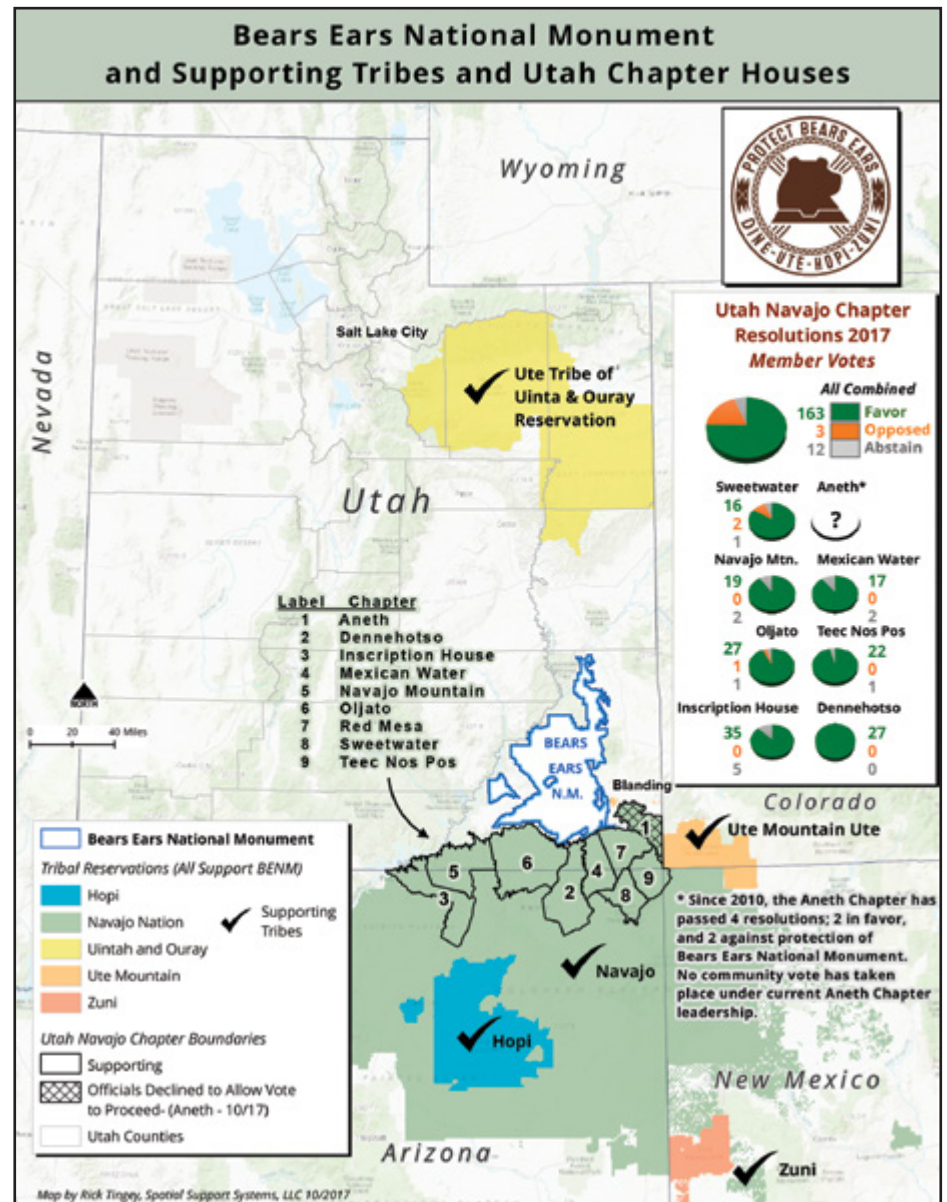 Bears Ears National Monument
and Supporting Tribes and Utah Chapter Houses
Wyoming
PROTECT BEARS EARS
DINE-UTE-HOPI-ZUNI
Nevada
Salt Lake City
Ute Tribe of
Uinta & Ouray
Reservation
Utah
Utah Navajo Chapter
Resolutions 2017
Member Votes
All Combined
163 Favor
3 Opposed
12 Abstain
Sweetwater
16
2
1
Aneth*
?
Navajo Mtn.
19
0
2
Mexican Water
17
0
2
Oljato
27
1
1
Teec Nos Pos
22
0
1
Inscription House
35
0
5
Dennehotso
27
0
0
Label Chapter
1 Aneth
2 Dennehotso
3 Inscription House
4 Mexican Water
5 Navajo Mountain
6 Oljato
7 Red Mesa
8 Sweetwater
9 Teec Nos Pos
NORTH
0 20 40 Miles
BEARS
EARS
N.M.
Blanding
1
5
6
7
3
2
4
8
9
Colorado
Ute Mountain Ute
* Since 2010, the Aneth Chapter has
passed 4 resolutions; 2 in favor,
and 2 against protection of
Bears Ears National Monument.
No community vote has taken
place under current Aneth Chapter
leadership.
Navajo
Hopi
New Mexico
Arizona
Zuni
Bears Ears National Monument
Tribal Reservations (All Support BENM)
Hopi
Navajo Nation
Uintah and Ouray
Ute Mountain
Zuni
Supporting
Tribes
Utah Navajo Chapter Boundaries
Supporting
Officials Declined to Allow Vote
to Proceed- (Aneth - 10/17)
Utah Counties
Map by Rick Tingey, Spatial Support Systems, LLC 10/2017